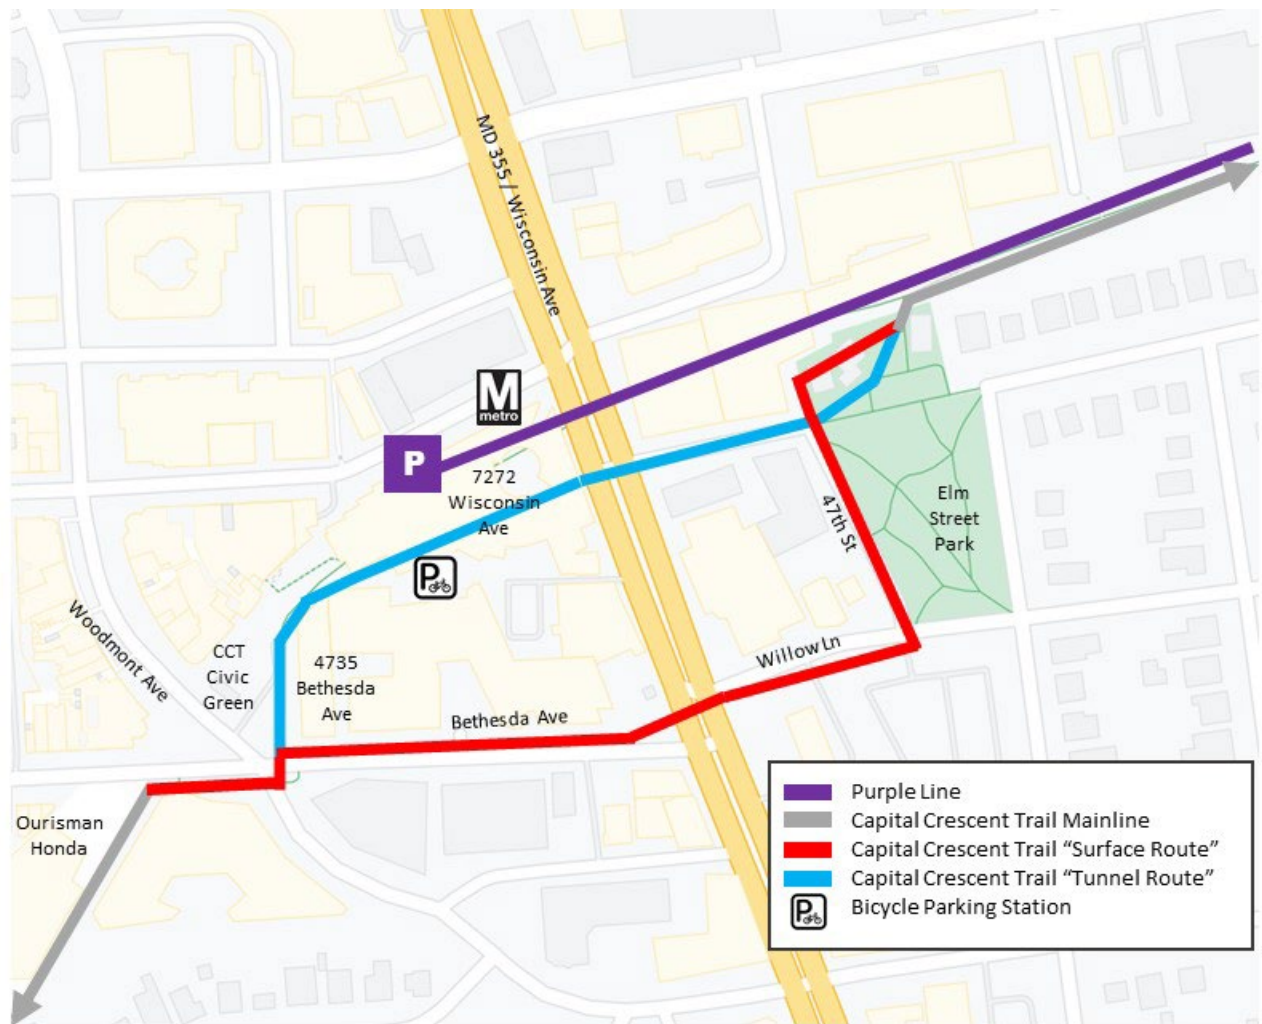 MD 355 / Wisconsin Ave
M
metro
P
7272
Wisconsin
Ave
P
47th St
Elm
Street
Park
Woodmont Ave
CCT
Civic
Green
4735
Bethesda
Ave
Willow Ln
Bethesda Ave
Ourisman
Honda
Purple Line
Capital Crescent Trail Mainline
Capital Crescent Trail “Surface Route”
Capital Crescent Trail “Tunnel Route”
P Bicycle Parking Station